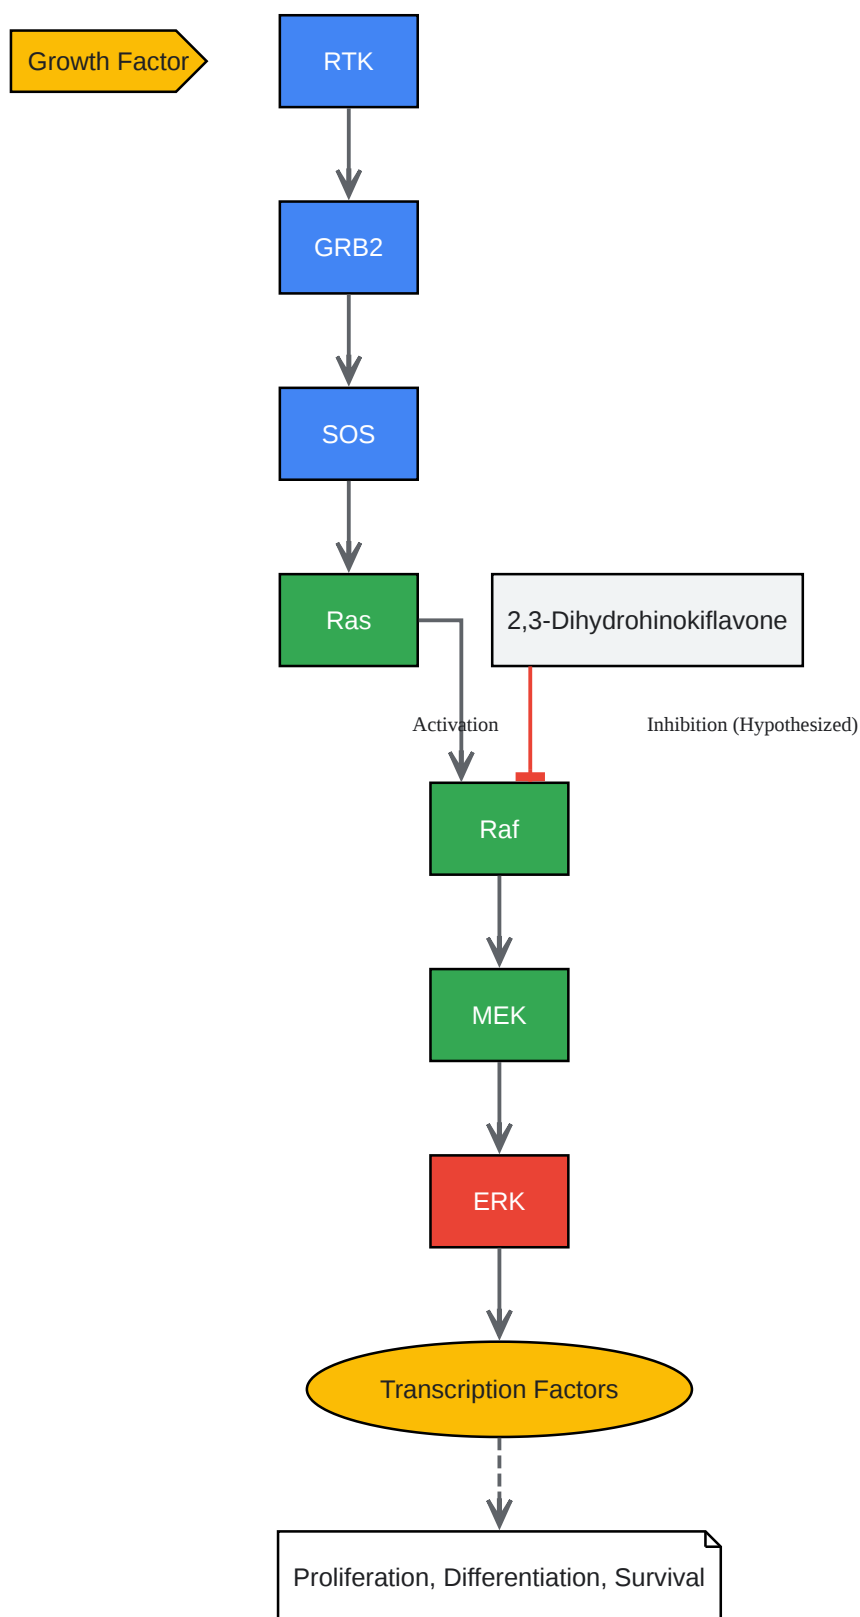 Growth Factor
RTK
GRB2
SOS
Ras
2,3-Dihydrohinokiflavone
Activation
Inhibition (Hypothesized)
Raf
MEK
ERK
Transcription Factors
Proliferation, Differentiation, Survival